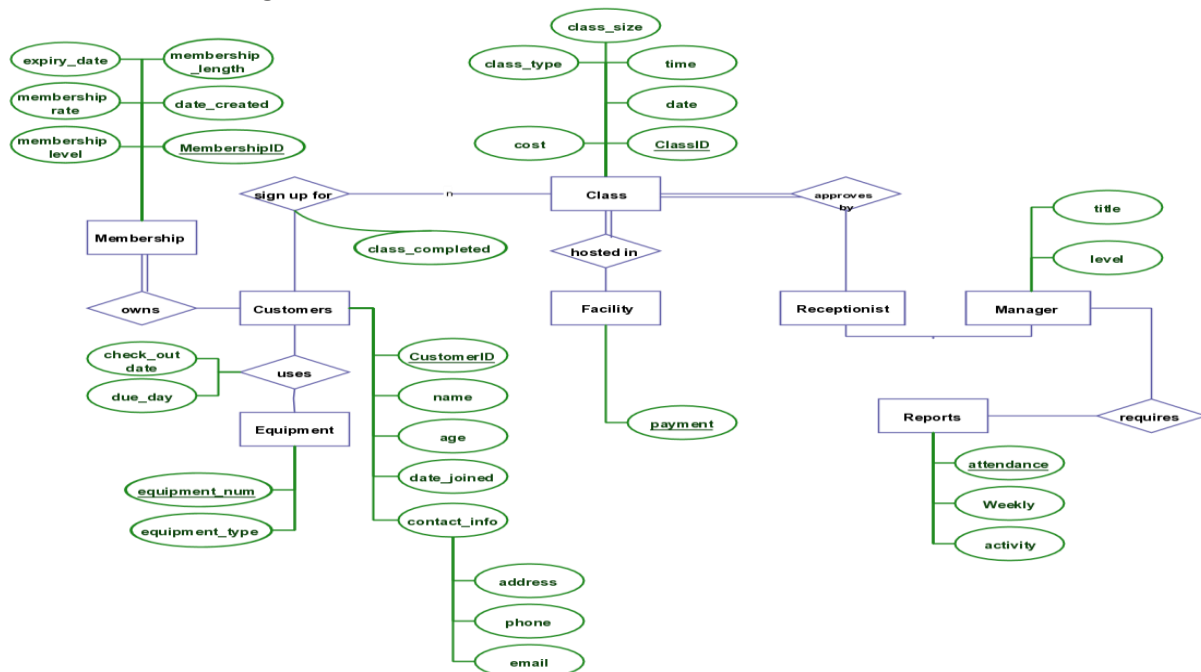 class_size
expiry_date
membership
_length
class_type
time
membership
rate
date_created
date
membership
level
MembershipID
cost
ClassID
sign up for
n
Class
approves
by
title
Membership
class_completed
hosted in
level
owns
Customers
Facility
Receptionist
Manager
check_out
date
CustomerID
uses
due_day
name
payment
Reports
requires
Equipment
age
attendance
date_joined
equipment_num
Weekly
contact_info
equipment_type
activity
address
phone
email